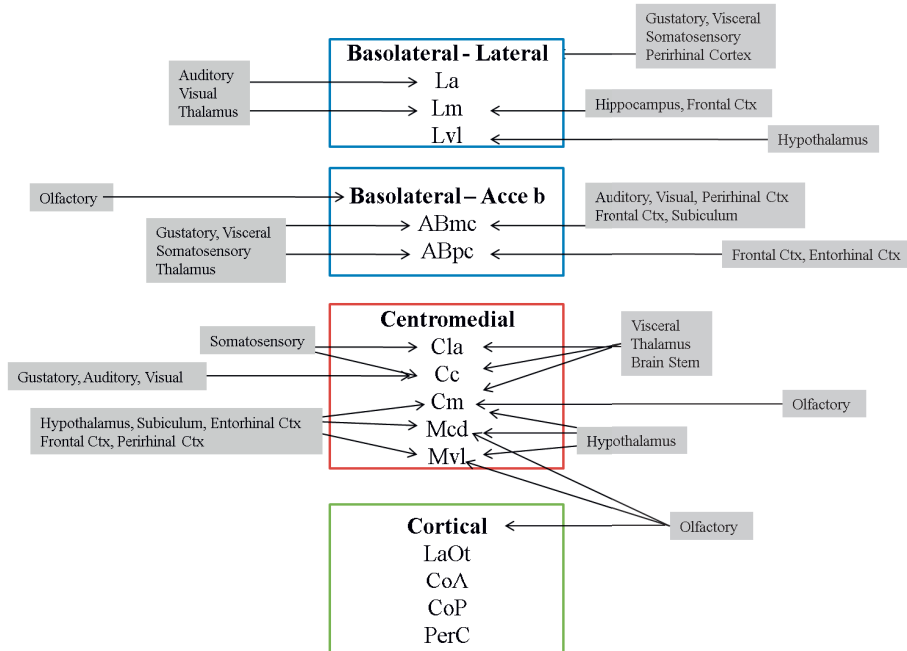 Gustatory, Visceral
Somatosensory
Perirhinal Cortex
Basolateral - Lateral
La
Lm
Lvl
Auditory
Visual
Thalamus
Hippocampus, Frontal Ctx
Hypothalamus
Olfactory
Basolateral – Acce b
ABmc
ABpc
Auditory, Visual, Perirhinal Ctx
Frontal Ctx, Subiculum
Gustatory, Visceral
Somatosensory
Thalamus
Frontal Ctx, Entorhinal Ctx
Centromedial
Cla
Cc
Cm
Mcd
Mvl
Somatosensory
Visceral
Thalamus
Brain Stem
Gustatory, Auditory, Visual
Olfactory
Hypothalamus, Subiculum, Entorhinal Ctx
Frontal Ctx, Perirhinal Ctx
Hypothalamus
Olfactory
Cortical
LaOt
CoA
CoP
PerC